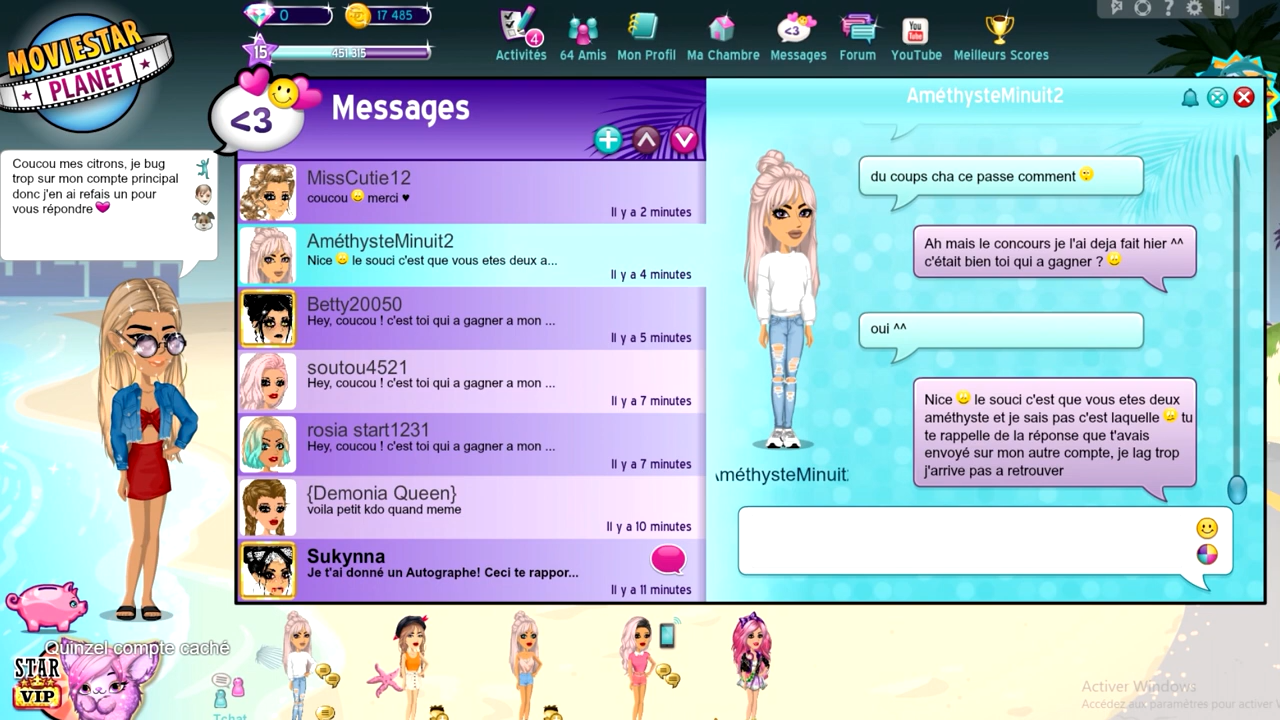 MOVIESTAR
PLANET
0
17 485
15
451.315
4
<3
You
Tube
Activités
64 Amis
Mon Profil
Ma Chambre
Messages
Forum
YouTube
Meilleurs Scores
<3
Messages
AméthysteMinuit2
Coucou mes citrons, je bug
trop sur mon compte principal
donc j'en ai refais un pour
vous répondre
MissCutie12
coucou merci ♥
Il y a 2 minutes
AméthysteMinuit2
Nice le souci c'est que vous etes deux a...
Il y a 4 minutes
Betty20050
Hey, coucou ! c'est toi qui a gagner a mon ...
Il y a 5 minutes
soutou4521
Hey, coucou ! c'est toi qui a gagner a mon ...
Il y a 7 minutes
rosia start1231
Hey, coucou ! c'est toi qui a gagner a mon ...
Il y a 7 minutes
{Demonia Queen}
voila petit kdo quand meme
Il y a 10 minutes
Sukynna
Je t'ai donné un Autographe! Ceci te rappor...
Il y a 11 minutes
du coups cha ce passe comment
Ah mais le concours je l'ai deja fait hier ^^
c'était bien toi qui a gagner ?
oui ^^
Nice le souci c'est que vous etes deux
améthyste et je sais pas c'est laquelle tu
te rappelle de la réponse que t'avais
envoyé sur mon autre compte, je lag trop
j'arrive pas a retrouver
AméthysteMinuit2
Quinzel compte caché
STAR
VIP
Tchat
Activer Windows
Accédez aux paramètres pour activer